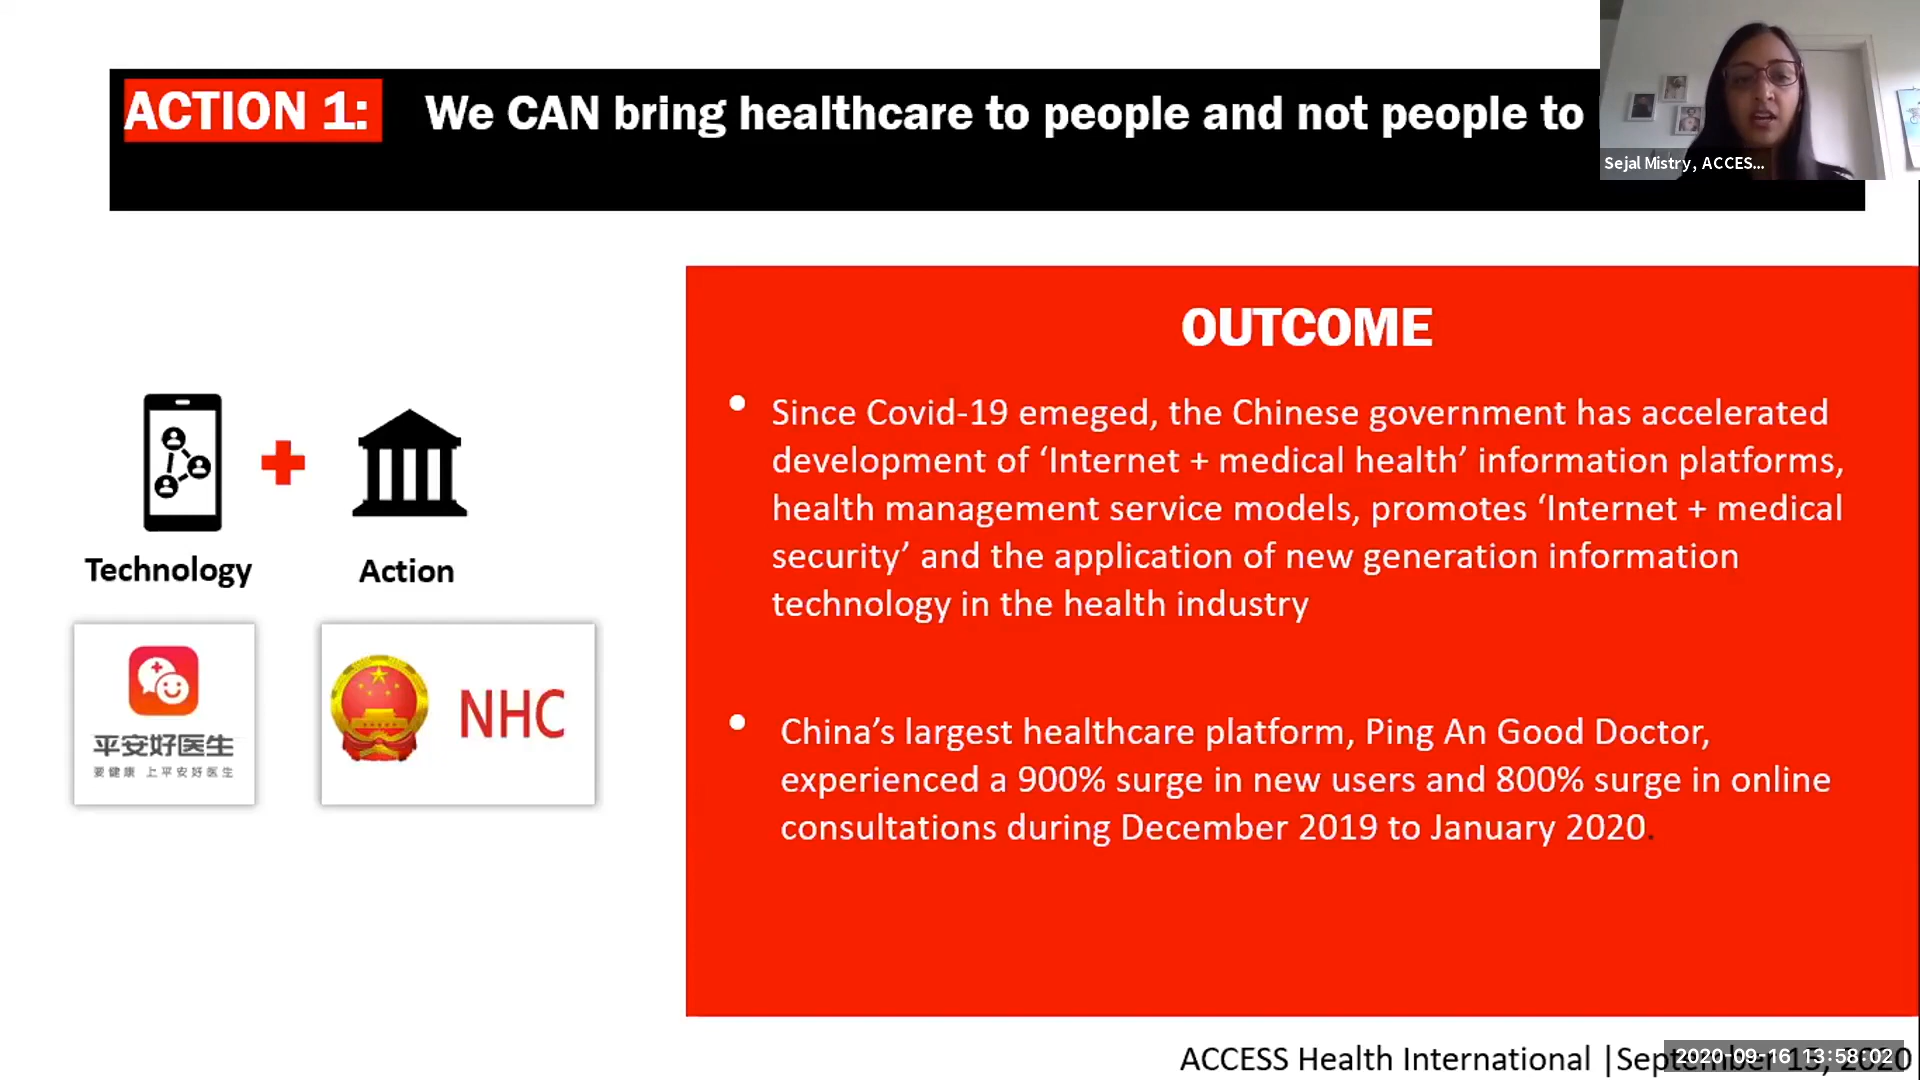 ACTION 1: We CAN bring healthcare to people and not people to
Sejal Mistry, ACCES...
OUTCOME
• Since Covid-19 emeged, the Chinese government has accelerated
development of ‘Internet + medical health’ information platforms,
health management service models, promotes ‘Internet + medical
security’ and the application of new generation information
technology in the health industry
• China’s largest healthcare platform, Ping An Good Doctor,
experienced a 900% surge in new users and 800% surge in online
consultations during December 2019 to January 2020.
Technology
Action
平安好医生
要健康 上平安好医生
NHC
ACCESS Health International |September 15, 2020
2020-09-16 13:58:02